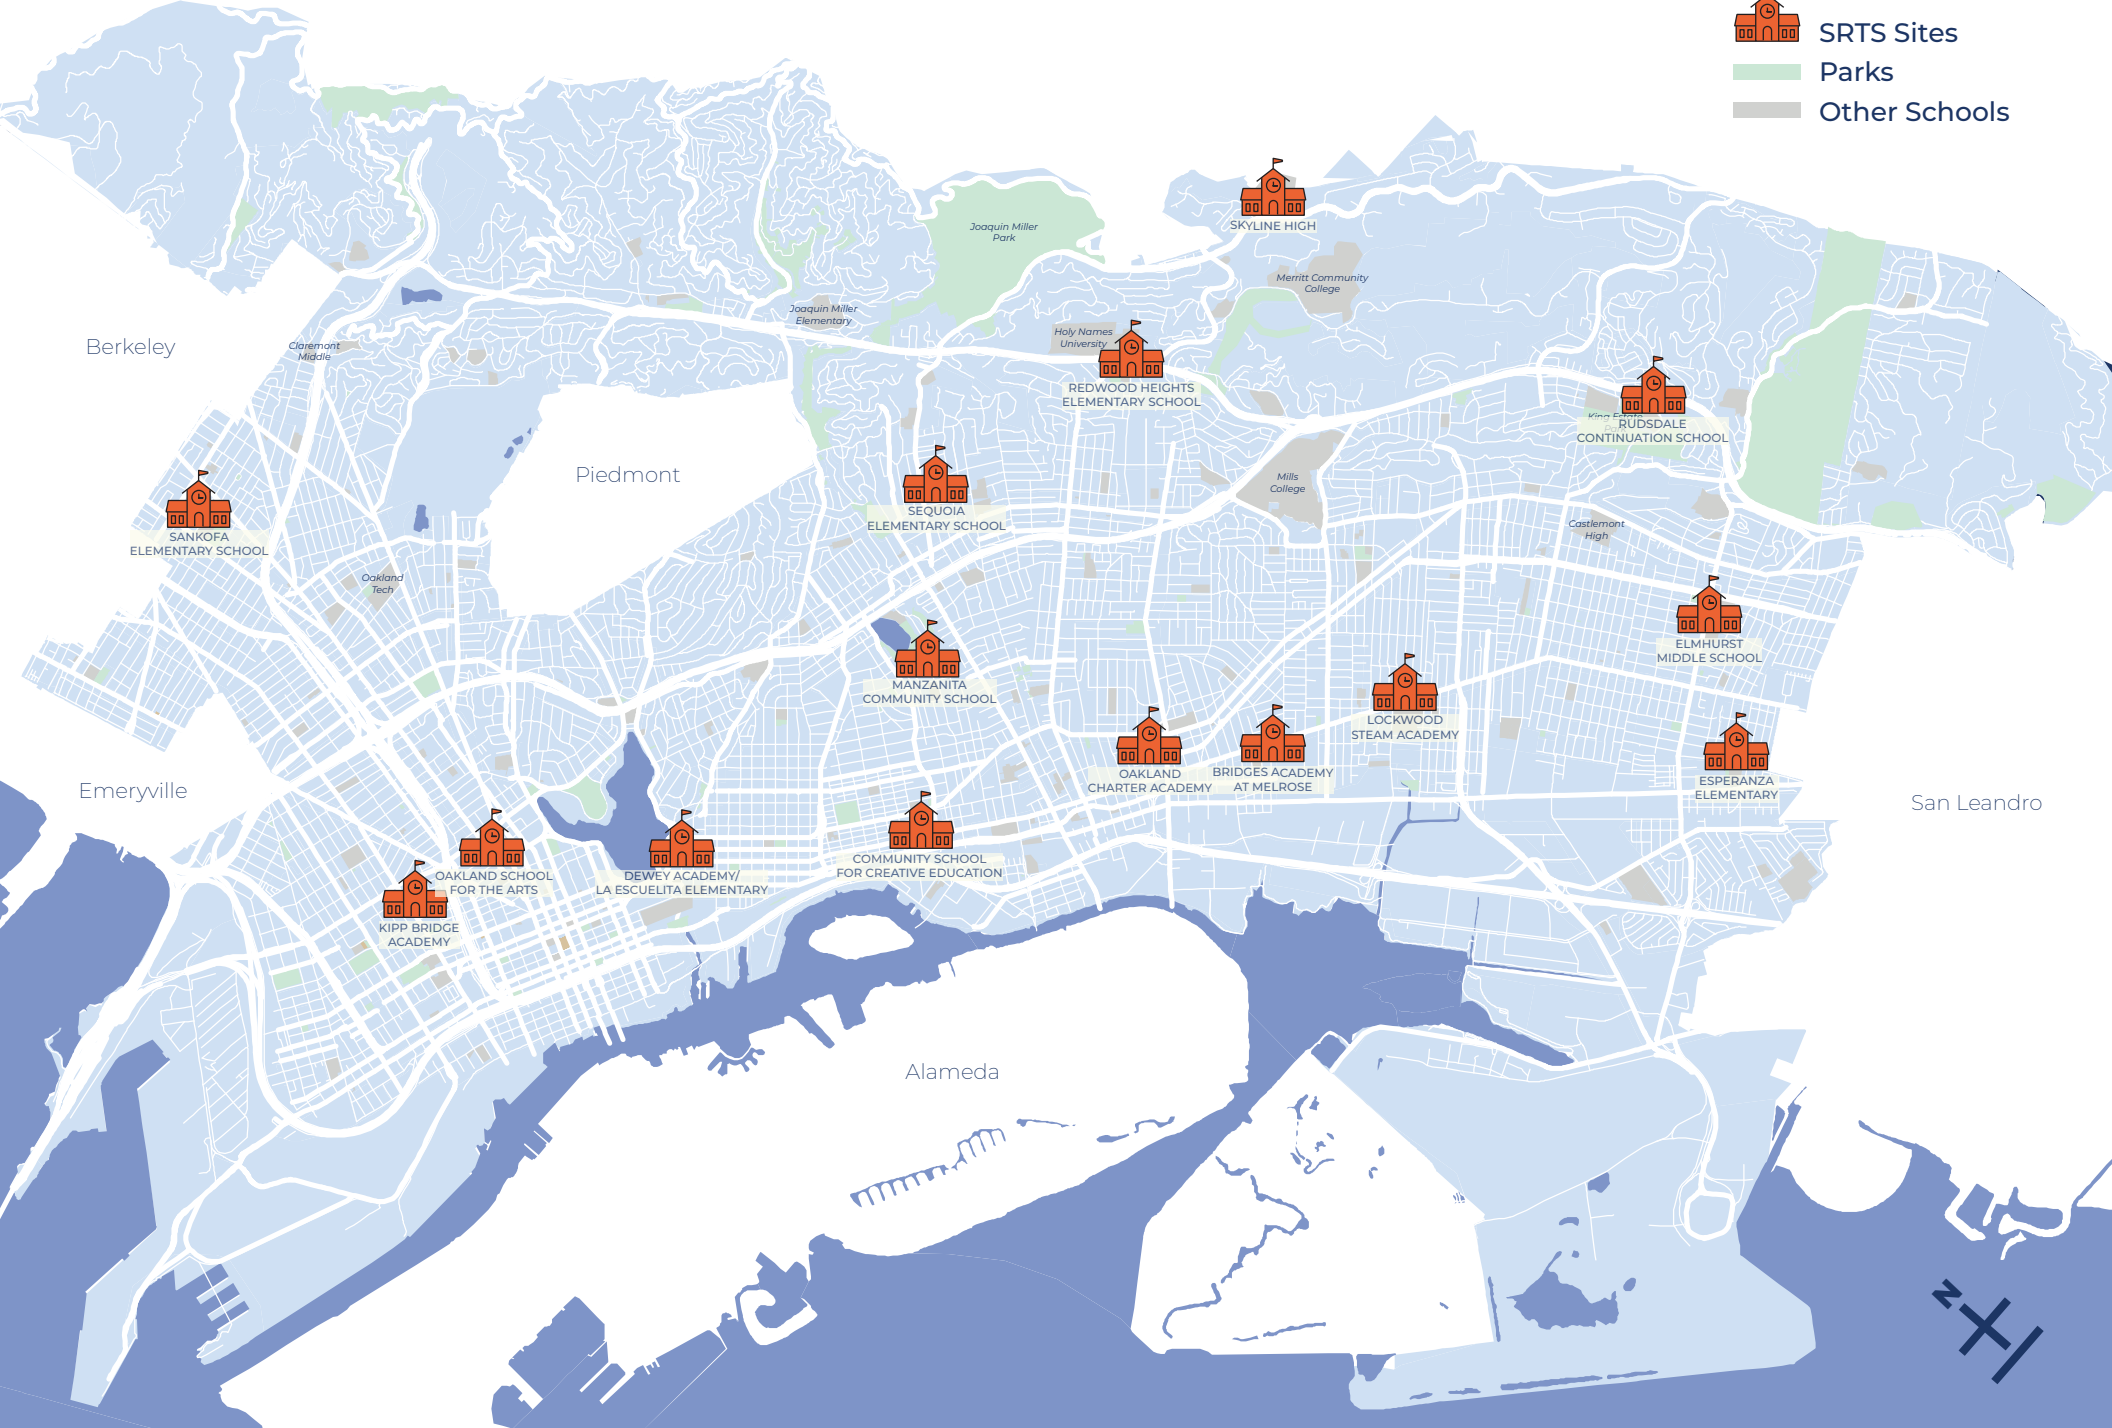 SRTS Sites
Parks
Other Schools
SKYLINE HIGH
Joaquin Miller
Park
Merritt Community
College
Joaquin Miller
Elementary
Holy Names
University
Berkeley
Claremont
Middle
REDWOOD HEIGHTS
ELEMENTARY SCHOOL
King Estate
RUDSDALE
CONTINUATION SCHOOL
Piedmont
Mills
College
SEQUOIA
ELEMENTARY SCHOOL
SANKOFA
ELEMENTARY SCHOOL
Castlemont
High
Oakland
Tech
ELMHURST
MIDDLE SCHOOL
MANZANITA
COMMUNITY SCHOOL
LOCKWOOD
STEAM ACADEMY
OAKLAND
CHARTER ACADEMY
BRIDGES ACADEMY
AT MELROSE
ESPERANZA
ELEMENTARY
Emeryville
San Leandro
COMMUNITY SCHOOL
FOR CREATIVE EDUCATION
OAKLAND SCHOOL
FOR THE ARTS
DEWEY ACADEMY/
LA ESCUELITA ELEMENTARY
KIPP BRIDGE
ACADEMY
Alameda
N